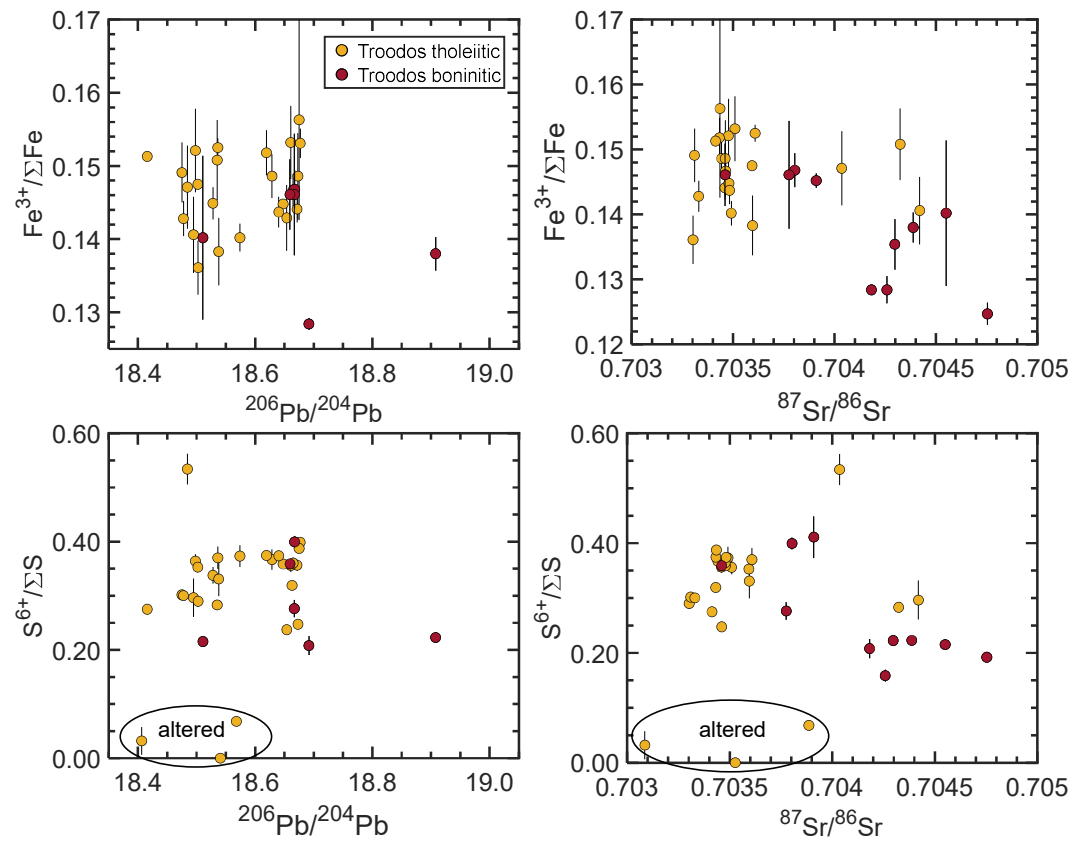 0.17
0.16
0.15
0.14
0.13
Fe3+/ΣFe
Troodos tholeiitic
Troodos boninitic
18.4 18.6 18.8 19.0
206Pb/204Pb
0.17
0.16
0.15
0.14
0.13
0.12
Fe3+/ΣFe
0.703 0.7035 0.704 0.7045 0.705
87Sr/86Sr
0.60
0.40
0.20
0.00
S6+/ΣS
altered
18.4 18.6 18.8 19.0
206Pb/204Pb
0.60
0.40
0.20
0.00
S6+/ΣS
altered
0.703 0.7035 0.704 0.7045 0.705
87Sr/86Sr